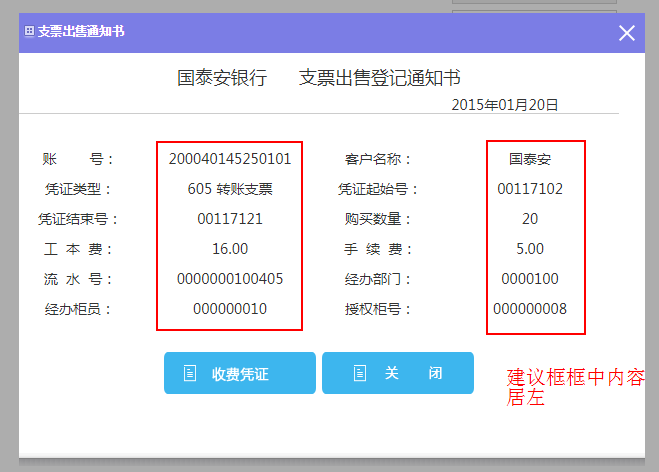 支票出售通知书
国泰安银行 支票出售登记通知书
2015年01月20日
账 号： 200040145250101 客户名称： 国泰安
凭证类型： 605 转账支票 凭证起始号： 00117102
凭证结束号： 00117121 购买数量： 20
工 本 费： 16.00 手 续 费： 5.00
流 水 号： 0000000100405 经办部门： 0000100
经办柜员： 000000010 授权柜号： 000000008
收费凭证 关 闭
建议框框中内容
居左